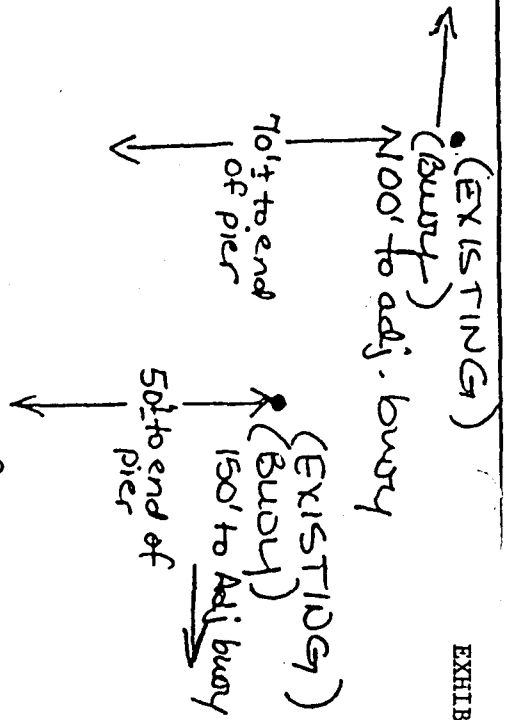 (EXISTING)
(Buoy)
100' to adj. buoy
70'± to end
of pier
(EXISTING)
(BUOY)
150' to Adj buoy
50'± to end of
pier
EXHIB